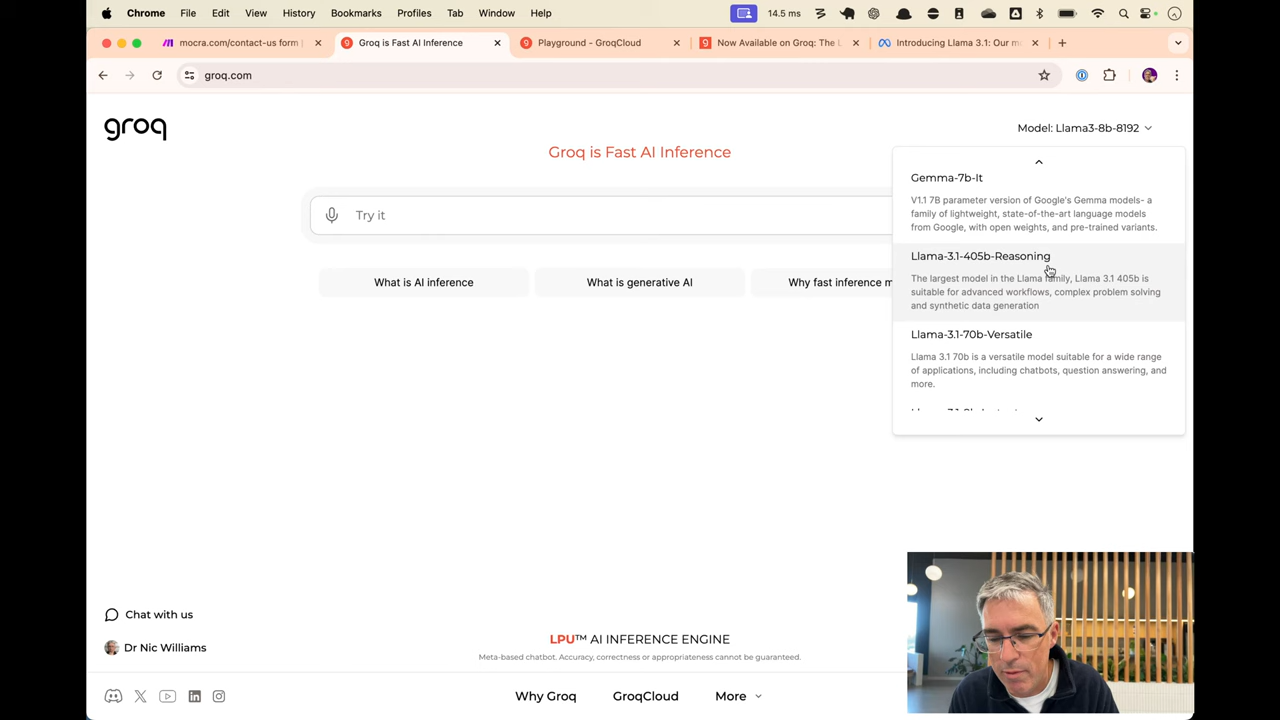 Chrome File Edit View History Bookmarks Profiles Tab Window Help 14.5 ms
mocra.com/contact-us form |
Groq is Fast AI Inference
Playground - GroqCloud
Now Available on Groq: The L
Introducing Llama 3.1: Our m
groq.com
groq
Model: Llama3-8b-8192
Groq is Fast AI Inference
Try it
What is AI inference
What is generative AI
Why fast inference m
Gemma-7b-It
V1.1 7B parameter version of Google's Gemma models- a
family of lightweight, state-of-the-art language models
from Google, with open weights, and pre-trained variants.
Llama-3.1-405b-Reasoning
The largest model in the Llama family, Llama 3.1 405b is
suitable for advanced workflows, complex problem solving
and synthetic data generation
Llama-3.1-70b-Versatile
Llama 3.1 70b is a versatile model suitable for a wide range
of applications, including chatbots, question answering, and
more.
Chat with us
Dr Nic Williams
LPU™ AI INFERENCE ENGINE
Meta-based chatbot. Accuracy, correctness or appropriateness cannot be guaranteed.
Why Groq GroqCloud More